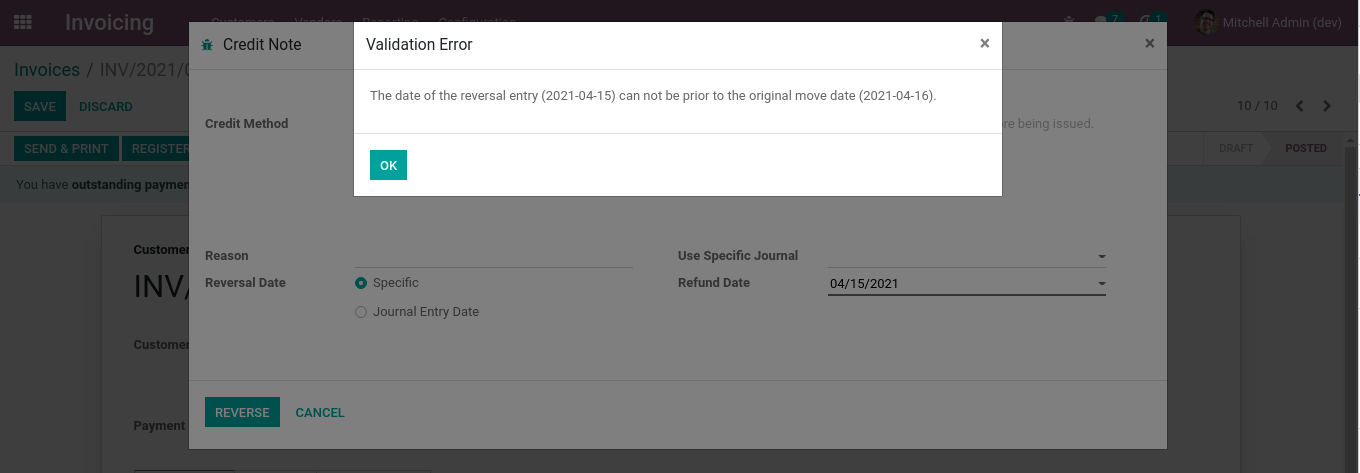 Invoicing
Customers Vendors Reporting Configuration
7
1
Mitchell Admin (dev)
Credit Note
×
Validation Error
×
Invoices / INV/2021/0
The date of the reversal entry (2021-04-15) can not be prior to the original move date (2021-04-16).
SAVE DISCARD
10 / 10
Credit Method
re being issued.
SEND & PRINT REGISTER
OK
DRAFT POSTED
You have outstanding paymen
Customer
INV/
Reason
Use Specific Journal
Reversal Date
Specific
Refund Date
04/15/2021
Journal Entry Date
Customer
REVERSE CANCEL
Payment